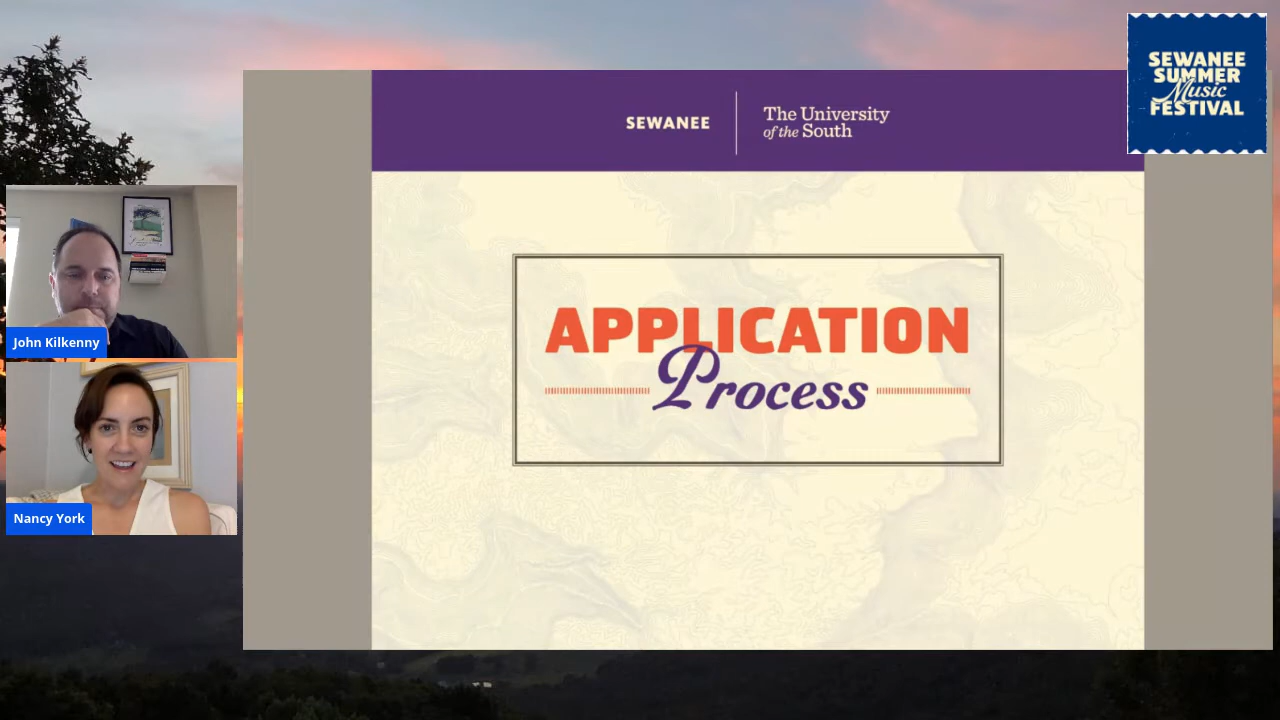 SEWANEE
SUMMER
Music
FESTIVAL
SEWANEE
The University
of the South
APPLICATION
Process
John Kilkenny
Nancy York